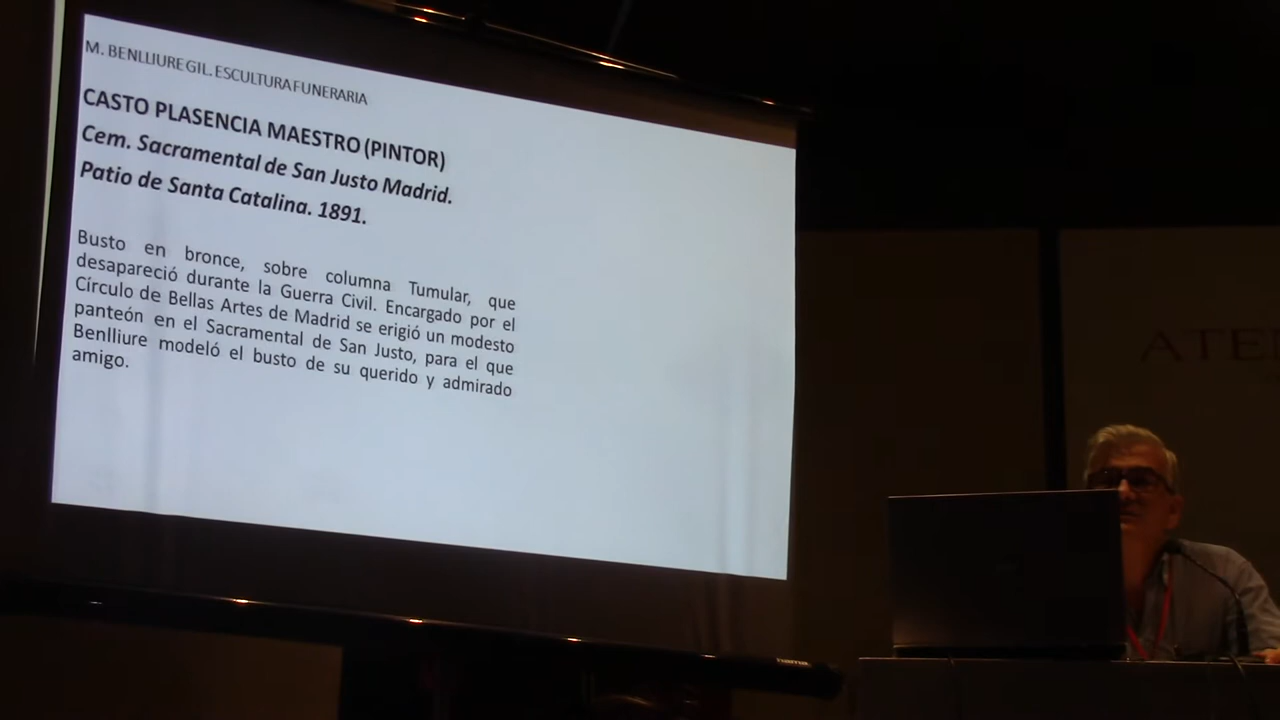 M. BENLLIURE GIL. ESCULTURA FUNERARIA
CASTO PLASENCIA MAESTRO (PINTOR)
Cem. Sacramental de San Justo Madrid.
Patio de Santa Catalina. 1891.
Busto en bronce, sobre columna Tumular, que
desapareció durante la Guerra Civil. Encargado por el
Círculo de Bellas Artes de Madrid se erigió un modesto
panteón en el Sacramental de San Justo, para el que
Benlliure modeló el busto de su querido y admirado
amigo.
ATE